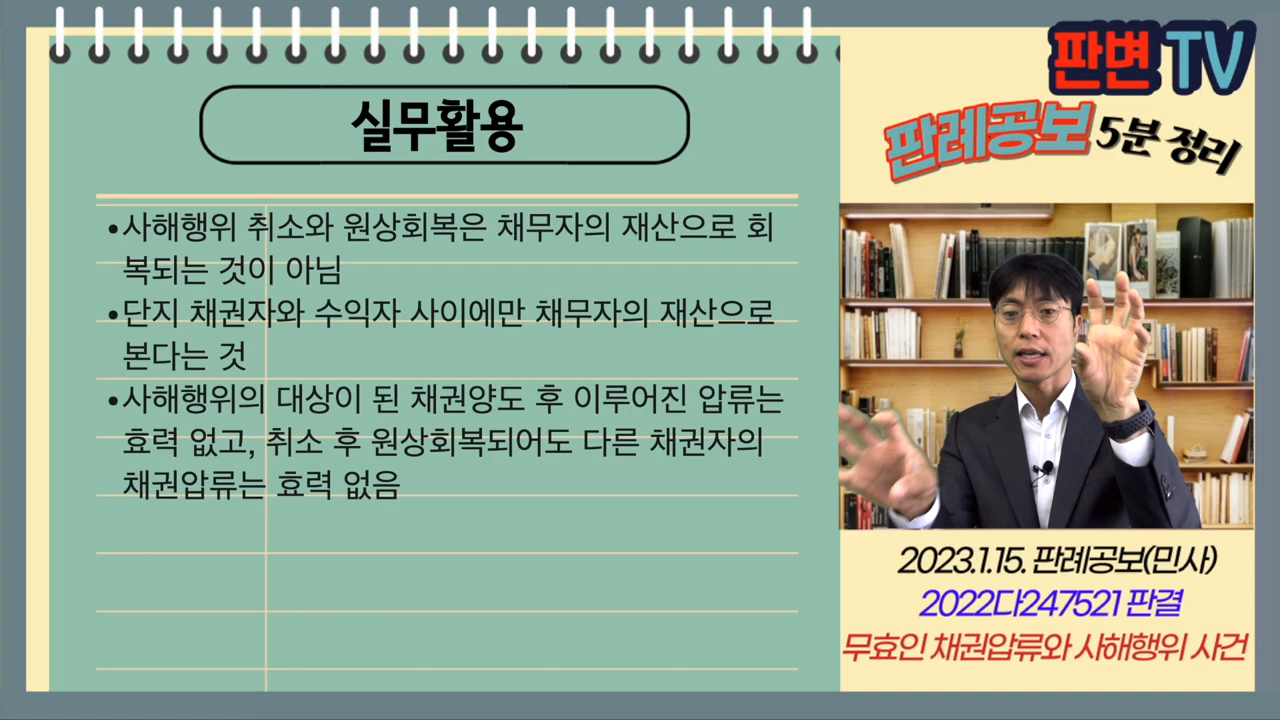 실무활용
•사해행위 취소와 원상회복은 채무자의 재산으로 회
복되는 것이 아님
•단지 채권자와 수익자 사이에만 채무자의 재산으로
본다는 것
•사해행위의 대상이 된 채권양도 후 이루어진 압류는
효력 없고, 취소 후 원상회복되어도 다른 채권자의
채권압류는 효력 없음
판변 TV
판례공보 5분 정리
2023.1.15. 판례공보(민사)
2022다247521 판결
무효인 채권압류와 사해행위 사건